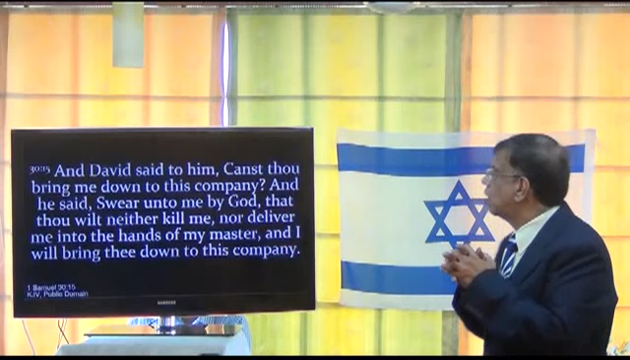 30:15 And David said to him, Canst thou
bring me down to this company? And
he said, Swear unto me by God, that
thou wilt neither kill me, nor deliver
me into the hands of my master, and I
will bring thee down to this company.
1 Samuel 30:15
KJV, Public Domain
SAMSUNG